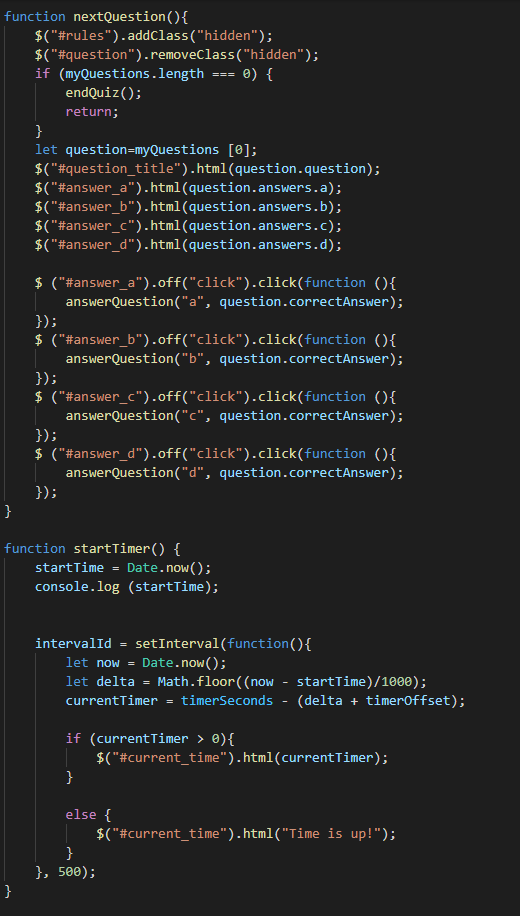 function nextQuestion(){
    $("#rules").addClass("hidden");
    $("#question").removeClass("hidden");
    if (myQuestions.length === 0) {
        endQuiz();
        return;
    }
    let question=myQuestions [0];
    $("#question_title").html(question.question);
    $("#answer_a").html(question.answers.a);
    $("#answer_b").html(question.answers.b);
    $("#answer_c").html(question.answers.c);
    $("#answer_d").html(question.answers.d);

    $ ("#answer_a").off("click").click(function (){
        answerQuestion("a", question.correctAnswer);
    });
    $ ("#answer_b").off("click").click(function (){
        answerQuestion("b", question.correctAnswer);
    });
    $ ("#answer_c").off("click").click(function (){
        answerQuestion("c", question.correctAnswer);
    });
    $ ("#answer_d").off("click").click(function (){
        answerQuestion("d", question.correctAnswer);
    });
}

function startTimer() {
    startTime = Date.now();
    console.log (startTime);


    intervalId = setInterval(function(){
        let now = Date.now();
        let delta = Math.floor((now - startTime)/1000);
        currentTimer = timerSeconds - (delta + timerOffset);

        if (currentTimer > 0){
            $("#current_time").html(currentTimer);
        }

        else {
            $("#current_time").html("Time is up!");
        }
    }, 500);
}